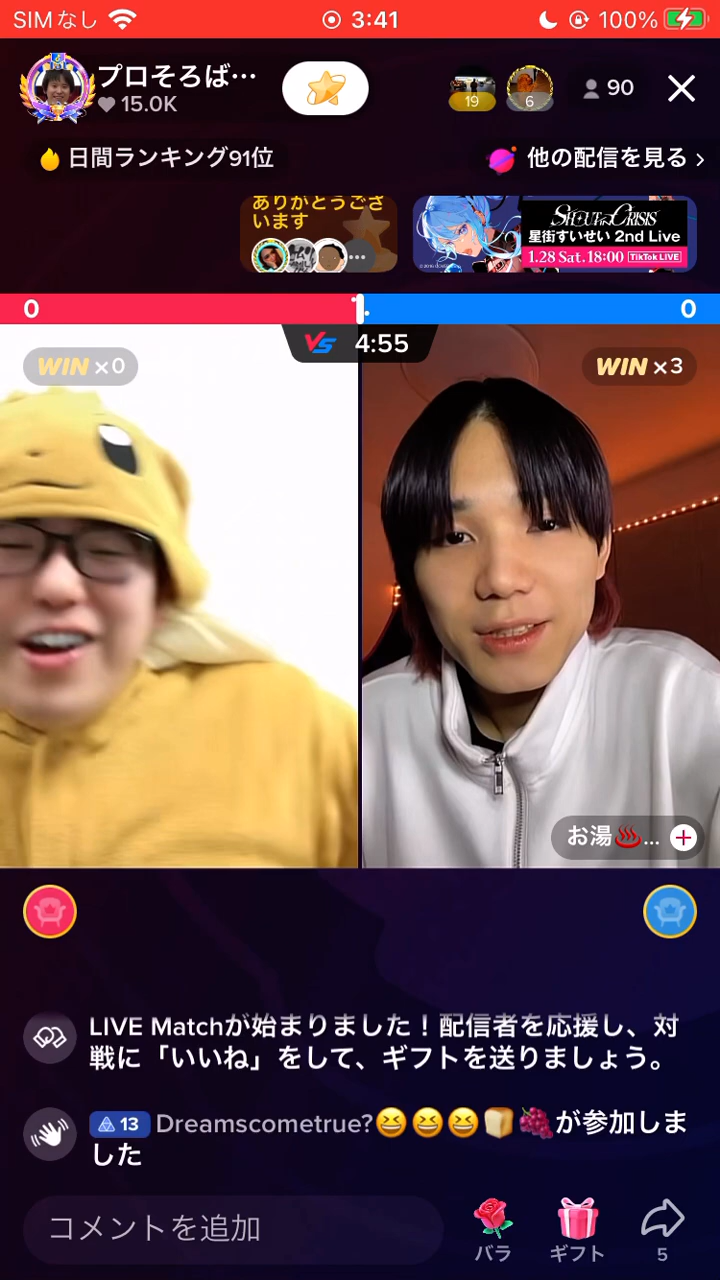 SIMなし 3:41 100%
プロそろば…
15.0K
19 6 90
日間ランキング91位 他の配信を見る
ありがとうござ
います
SHOUT in CRISIS
星街すいせい 2nd Live
1.28 Sat. 18:00 TikTok LIVE
0 0
VS 4:55
WIN ×0 WIN ×3
お湯♨️…
LIVE Matchが始まりました！配信者を応援し、対
戦に「いいね」をして、ギフトを送りましょう。
13 Dreamscometrue?😆😆😆🍞🍇が参加しま
した
コメントを追加
バラ ギフト 5